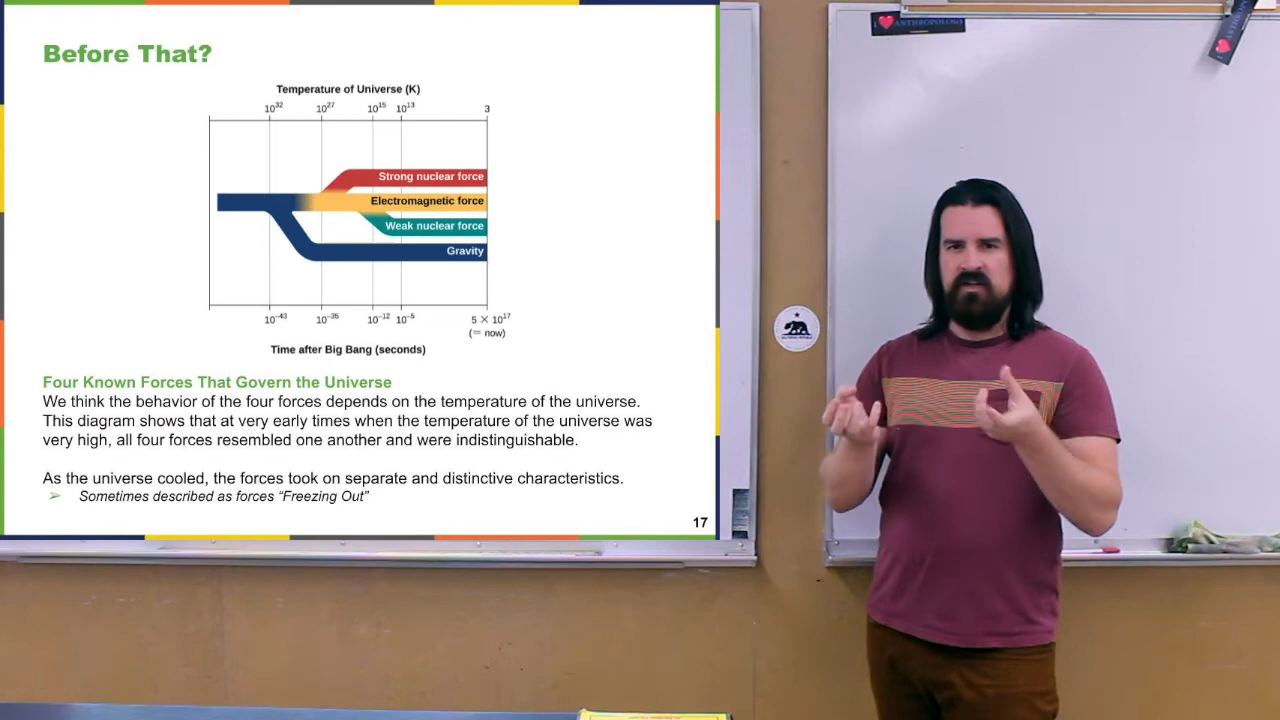 Before That?
Temperature of Universe (K)
10³² 10²⁷ 10¹⁵ 10¹³ 3
Strong nuclear force
Electromagnetic force
Weak nuclear force
Gravity
10⁻⁴³ 10⁻³⁵ 10⁻¹² 10⁻⁵ 5 × 10¹⁷
(= now)
Time after Big Bang (seconds)
Four Known Forces That Govern the Universe
We think the behavior of the four forces depends on the temperature of the universe.
This diagram shows that at very early times when the temperature of the universe was
very high, all four forces resembled one another and were indistinguishable.
As the universe cooled, the forces took on separate and distinctive characteristics.
➢ Sometimes described as forces “Freezing Out”
17
I ♥ ANTHROPOLOGY